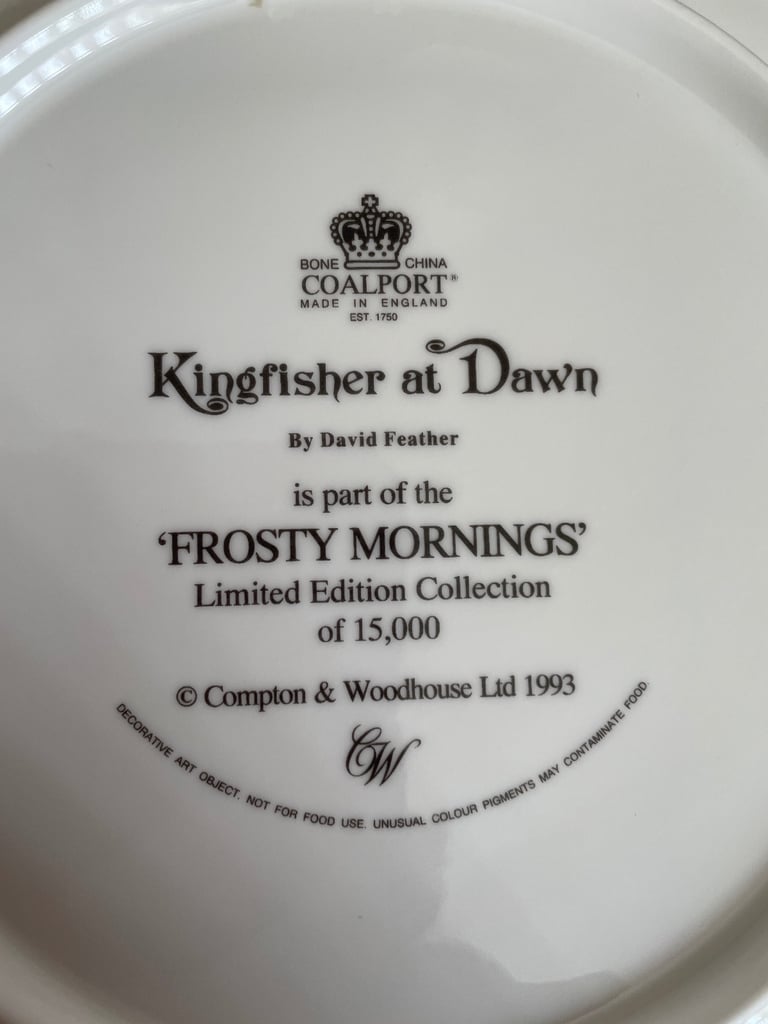 BONE CHINA
COALPORT®
MADE IN ENGLAND
EST. 1750
Kingfisher at Dawn
By David Feather
is part of the
‘FROSTY MORNINGS’
Limited Edition Collection
of 15,000
© Compton & Woodhouse Ltd 1993
CW
DECORATIVE ART OBJECT. NOT FOR FOOD USE. UNUSUAL COLOUR PIGMENTS MAY CONTAMINATE FOOD.